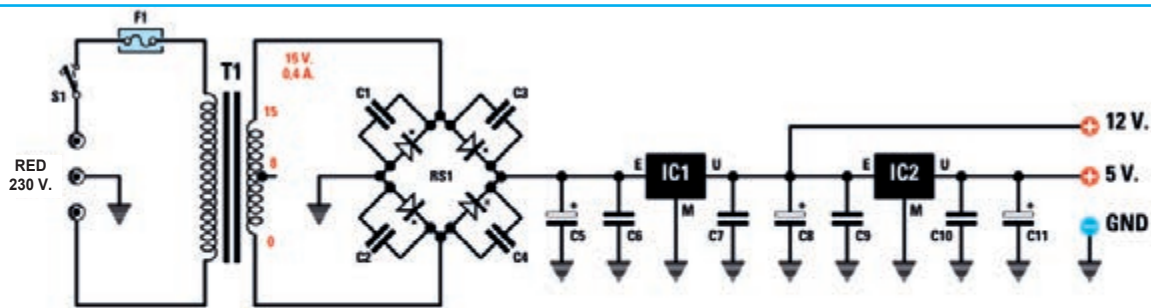 F1
S1
T1
15 V.
0,4 A.
15
6
0
RED
230 V.
C1
C3
RS1
C2
C4
E
IC1
U
M
C5
C6
C7
C8
C9
E
IC2
U
M
C10
C11
12 V.
5 V.
GND